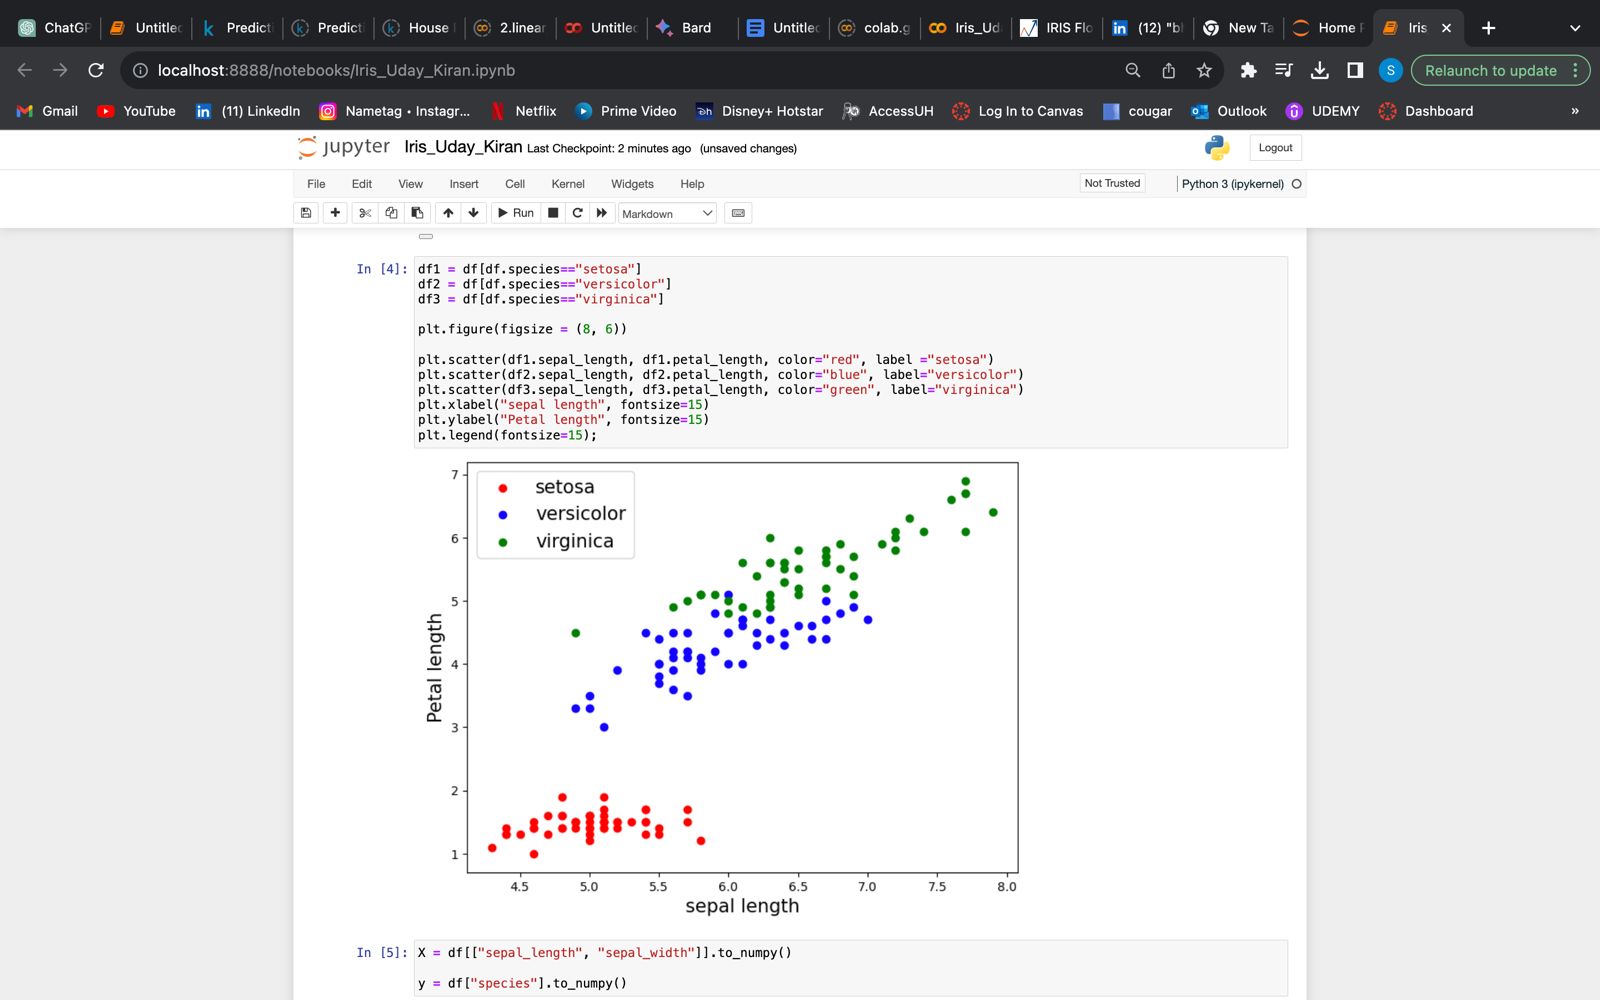 ChatGP Untitled Predicti Predicti House 2.linear Untitled Bard Untitled colab.g Iris_Ud IRIS Flo (12) "bh New Ta Home Iris
localhost:8888/notebooks/Iris_Uday_Kiran.ipynb S Relaunch to update
Gmail YouTube (11) LinkedIn Nametag • Instagr... Netflix Prime Video Disney+ Hotstar AccessUH Log In to Canvas cougar Outlook UDEMY Dashboard »
jupyter Iris_Uday_Kiran Last Checkpoint: 2 minutes ago (unsaved changes) Logout
File Edit View Insert Cell Kernel Widgets Help Not Trusted Python 3 (ipykernel)
Run Markdown
In [4]: df1 = df[df.species=="setosa"]
df2 = df[df.species=="versicolor"]
df3 = df[df.species=="virginica"]
plt.figure(figsize = (8, 6))
plt.scatter(df1.sepal_length, df1.petal_length, color="red", label ="setosa")
plt.scatter(df2.sepal_length, df2.petal_length, color="blue", label="versicolor")
plt.scatter(df3.sepal_length, df3.petal_length, color="green", label="virginica")
plt.xlabel("sepal length", fontsize=15)
plt.ylabel("Petal length", fontsize=15)
plt.legend(fontsize=15);
7
setosa
versicolor
6
virginica
5
Petal length
4
3
2
1
4.5 5.0 5.5 6.0 6.5 7.0 7.5 8.0
sepal length
In [5]: X = df[["sepal_length", "sepal_width"]].to_numpy()
y = df["species"].to_numpy()